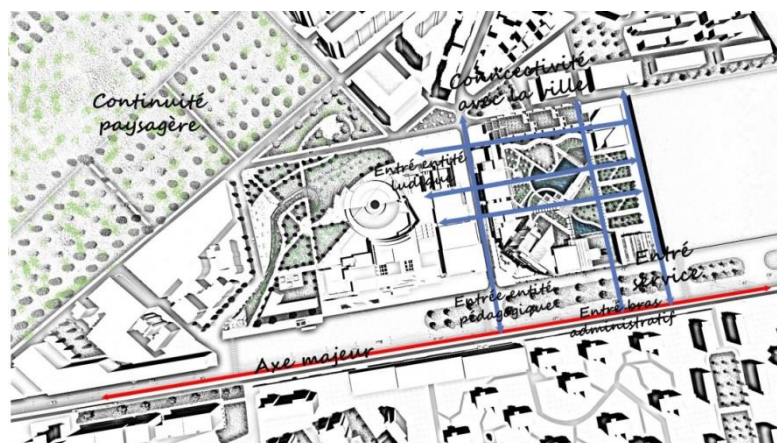 Continuité
paysagère
Connectivité
avec la ville
Entré entité
ludique
Entré
service
Entrée entité
pédagogique
Entré bras
administratif
Axe majeur